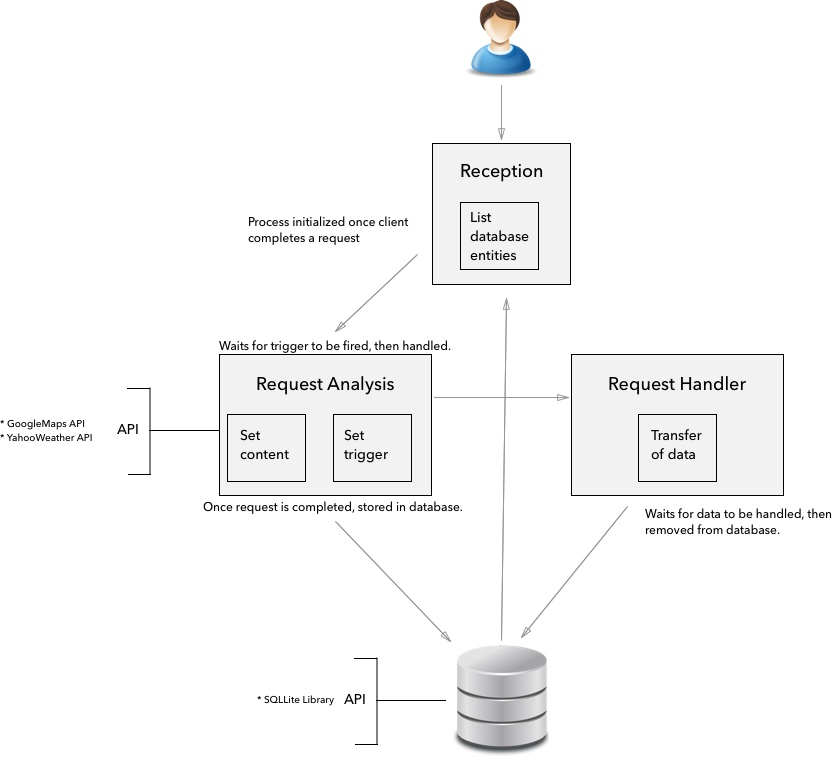 Reception
List
database
entities
Process initialized once client
completes a request
Waits for trigger to be fired, then handled.
Request Analysis
Set
content
Set
trigger
Request Handler
Transfer
of data
* GoogleMaps API
* YahooWeather API
API
Once request is completed, stored in database.
Waits for data to be handled, then
removed from database.
* SQLLite Library
API